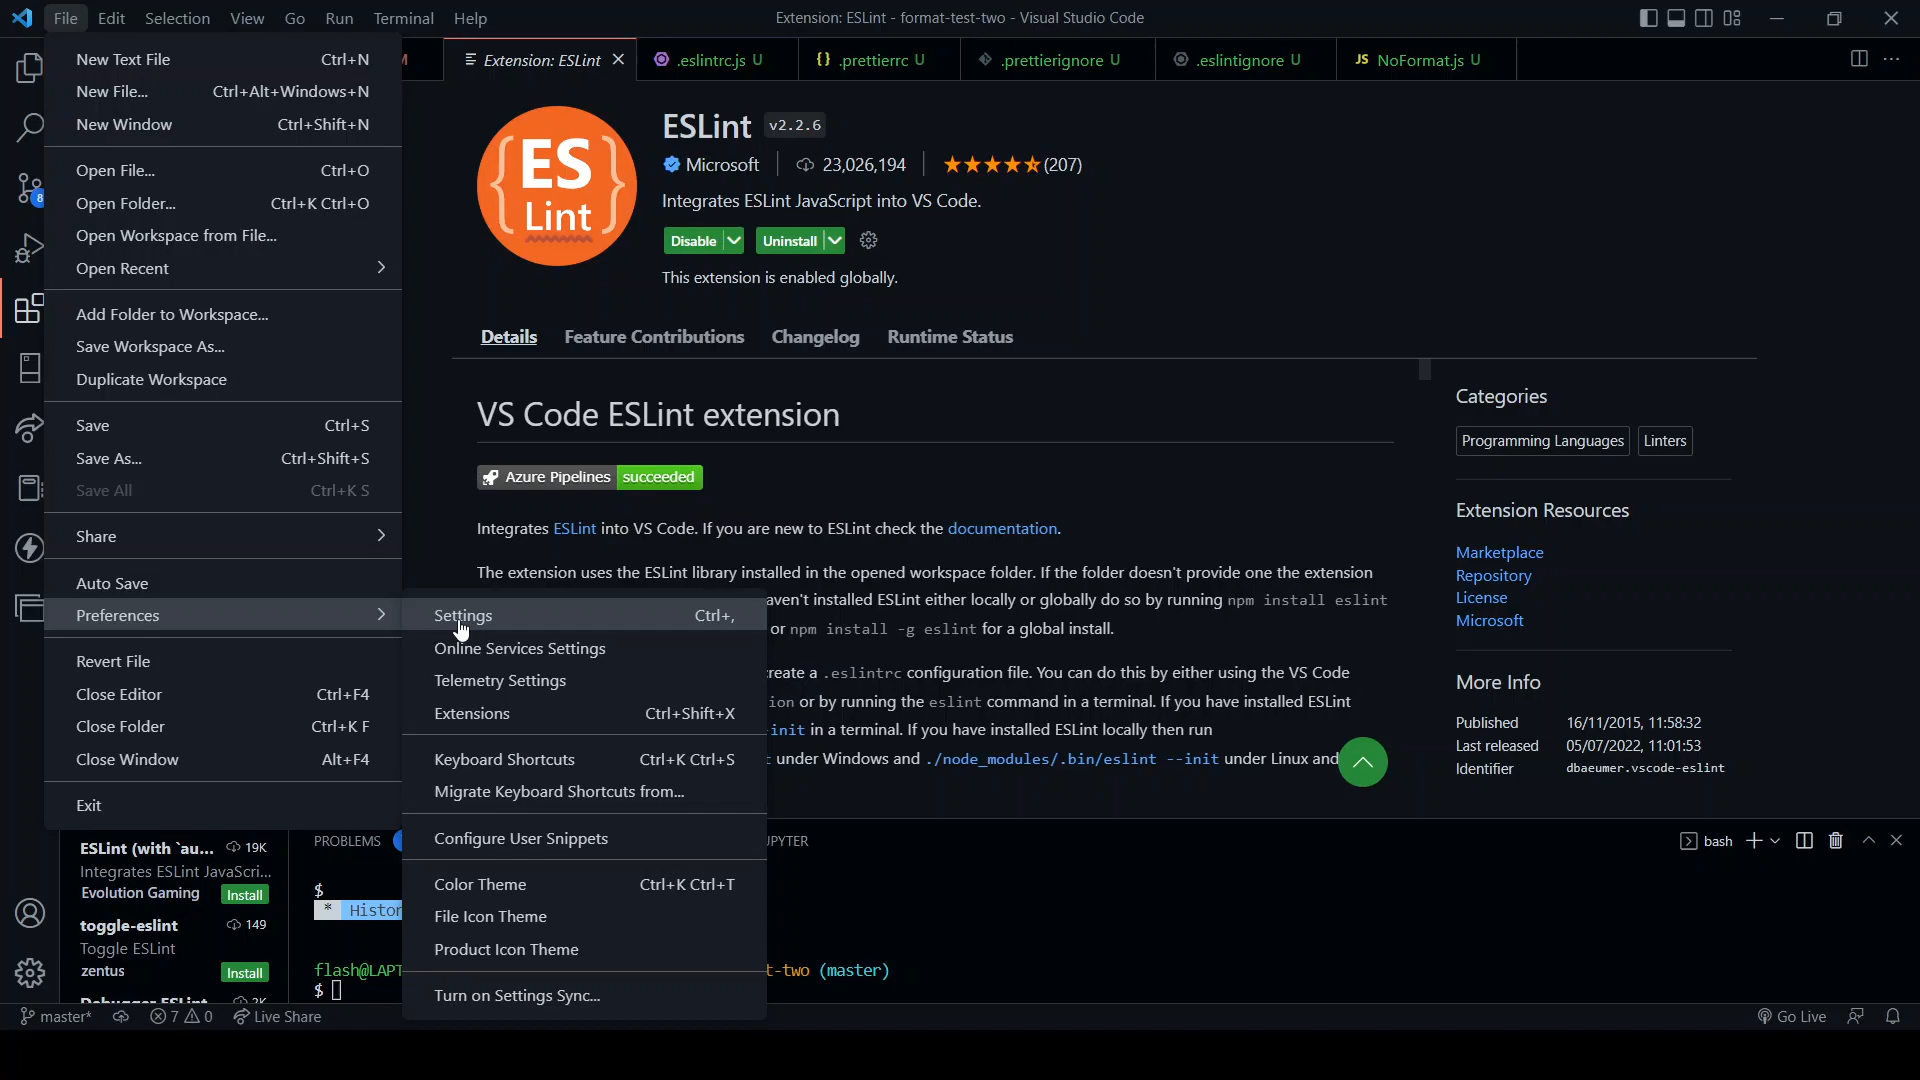 File Edit Selection View Go Run Terminal Help
Extension: ESLint - format-test-two - Visual Studio Code
New Text File Ctrl+N
New File... Ctrl+Alt+Windows+N
New Window Ctrl+Shift+N
Open File... Ctrl+O
Open Folder... Ctrl+K Ctrl+O
Open Workspace from File...
Open Recent
Add Folder to Workspace...
Save Workspace As...
Duplicate Workspace
Save Ctrl+S
Save As... Ctrl+Shift+S
Save All Ctrl+K S
Share
Auto Save
Preferences
Revert File
Close Editor Ctrl+F4
Close Folder Ctrl+K F
Close Window Alt+F4
Exit
8
M
Extension: ESLint
.eslintrc.js U
{} .prettierrc U
.prettierignore U
.eslintignore U
JS NoFormat.js U
{ES}
Lint
ESLint v2.2.6
Microsoft 23,026,194 (207)
Integrates ESLint JavaScript into VS Code.
Disable Uninstall
This extension is enabled globally.
Details Feature Contributions Changelog Runtime Status
VS Code ESLint extension
Azure Pipelines succeeded
Integrates ESLint into VS Code. If you are new to ESLint check the documentation.
The extension uses the ESLint library installed in the opened workspace folder. If the folder doesn't provide one the extension
aven't installed ESLint either locally or globally do so by running npm install eslint
or npm install -g eslint for a global install.
reate a .eslintrc configuration file. You can do this by either using the VS Code
ion or by running the eslint command in a terminal. If you have installed ESLint
init in a terminal. If you have installed ESLint locally then run
under Windows and ./node_modules/.bin/eslint --init under Linux and
Categories
Programming Languages Linters
Extension Resources
Marketplace
Repository
License
Microsoft
More Info
Published 16/11/2015, 11:58:32
Last released 05/07/2022, 11:01:53
Identifier dbaeumer.vscode-eslint
Settings Ctrl+,
Online Services Settings
Telemetry Settings
Extensions Ctrl+Shift+X
Keyboard Shortcuts Ctrl+K Ctrl+S
Migrate Keyboard Shortcuts from...
Configure User Snippets
Color Theme Ctrl+K Ctrl+T
File Icon Theme
Product Icon Theme
Turn on Settings Sync...
ESLint (with `au... 19K
Integrates ESLint JavaScri...
Evolution Gaming Install
toggle-eslint 149
Toggle ESLint
zentus Install
Debugger ESLint 2K
PROBLEMS
JPYTER
bash
$
* Histor
flash@LAPT
t-two (master)
$
master* 7 0 Live Share
Go Live